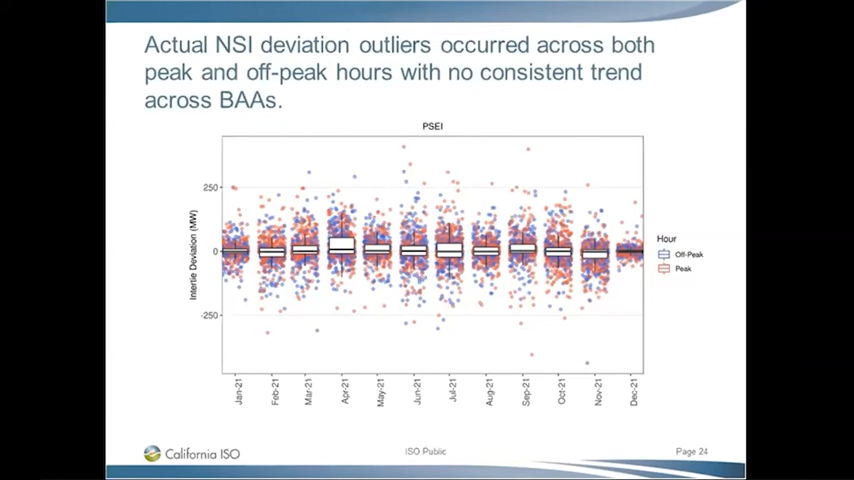 Actual NSI deviation outliers occurred across both
peak and off-peak hours with no consistent trend
across BAAs.
PSEI
250
0
-250
Intertie Deviation (MW)
Hour
Off-Peak
Peak
Jan-21
Feb-21
Mar-21
Apr-21
May-21
Jun-21
Jul-21
Aug-21
Sep-21
Oct-21
Nov-21
Dec-21
California ISO
ISO Public
Page 24